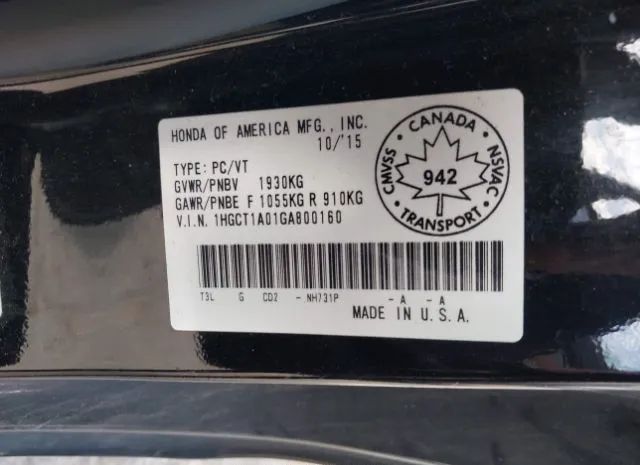 HONDA OF AMERICA MFG., INC.
10/'15
TYPE: PC/VT
GVWR/PNBV 1930KG
GAWR/PNBE F 1055KG R 910KG
V.I.N. 1HGCT1A01GA800160
CMVSS • CANADA • NSVAC
942
TRANSPORT
T3L G CD2 - NH731P -A -A
MADE IN U.S.A.